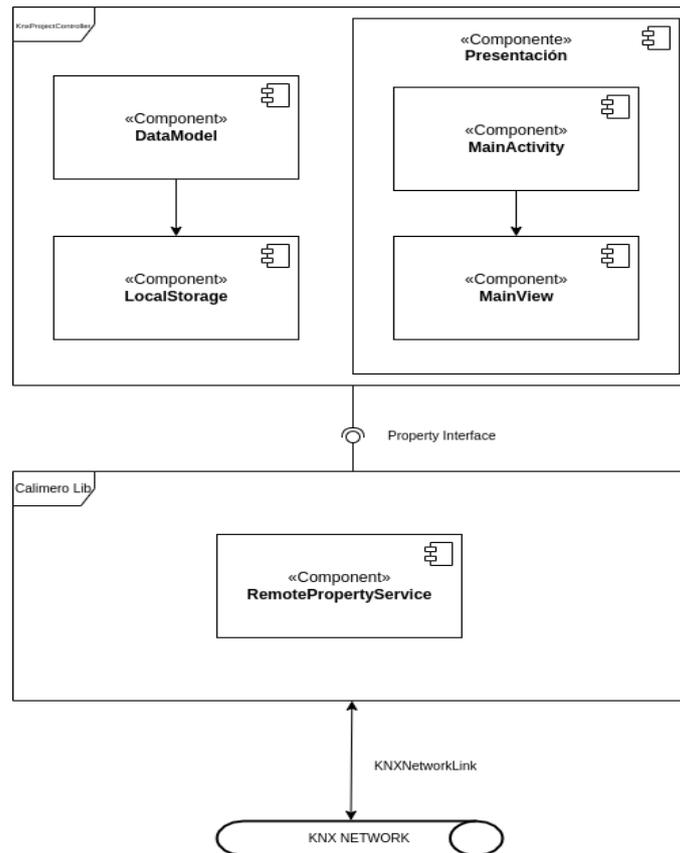 KnxProjectController
«Componente»
Presentación
«Component»
DataModel
«Component»
MainActivity
«Component»
LocalStorage
«Component»
MainView
Property Interface
Calimero Lib
«Component»
RemotePropertyService
KNXNetworkLink
KNX NETWORK